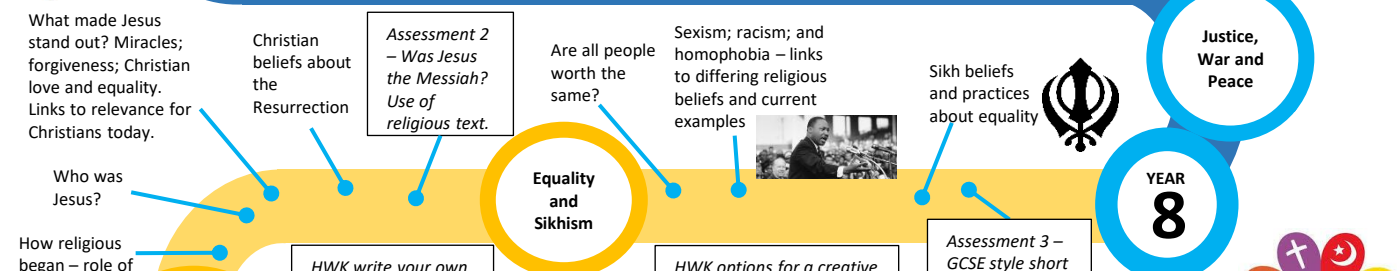 What made Jesus
stand out? Miracles;
forgiveness; Christian
love and equality.
Links to relevance for
Christians today.
Christian
beliefs about
the
Resurrection
Assessment 2
– Was Jesus
the Messiah?
Use of
religious text.
Are all people
worth the
same?
Sexism; racism; and
homophobia – links
to differing religious
beliefs and current
examples
Sikh beliefs
and practices
about equality
Justice,
War and
Peace
Who was
Jesus?
Equality
and
Sikhism
YEAR
8
How religious
began – role of
HWK write your own
HWK options for a creative
Assessment 3 –
GCSE style short